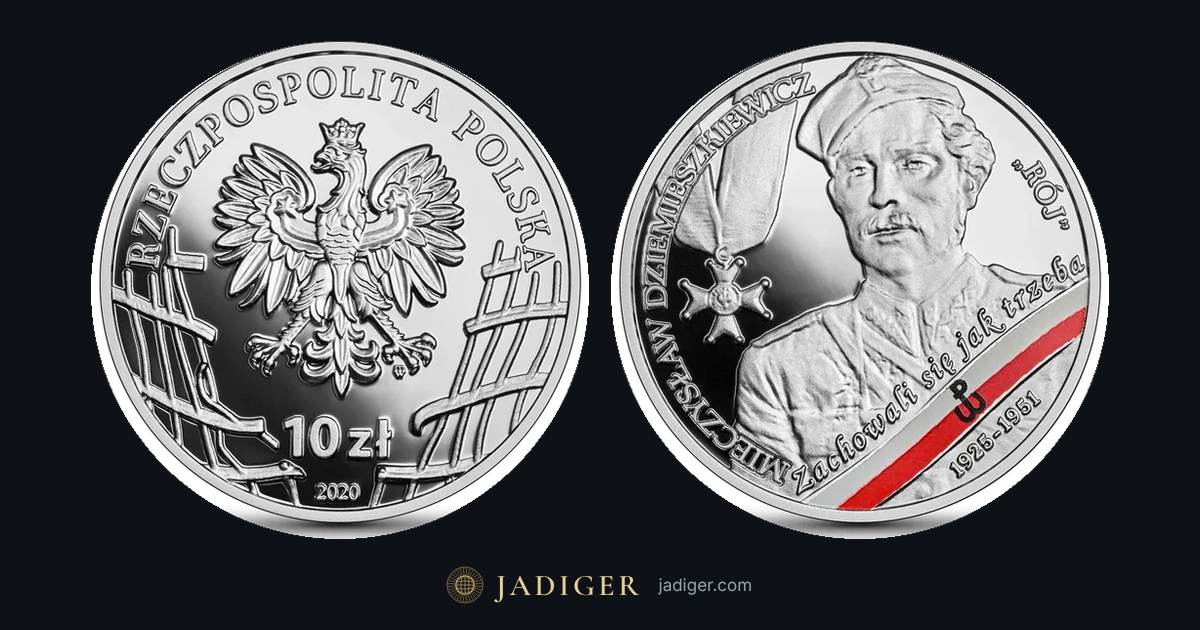 RZECZPOSPOLITA POLSKA
10 zł
2020
MIECZYSŁAW DZIEMIESZKIEWICZ
„RÓJ”
Zachowali się jak trzeba
1925-1951
JADIGER
jadiger.com